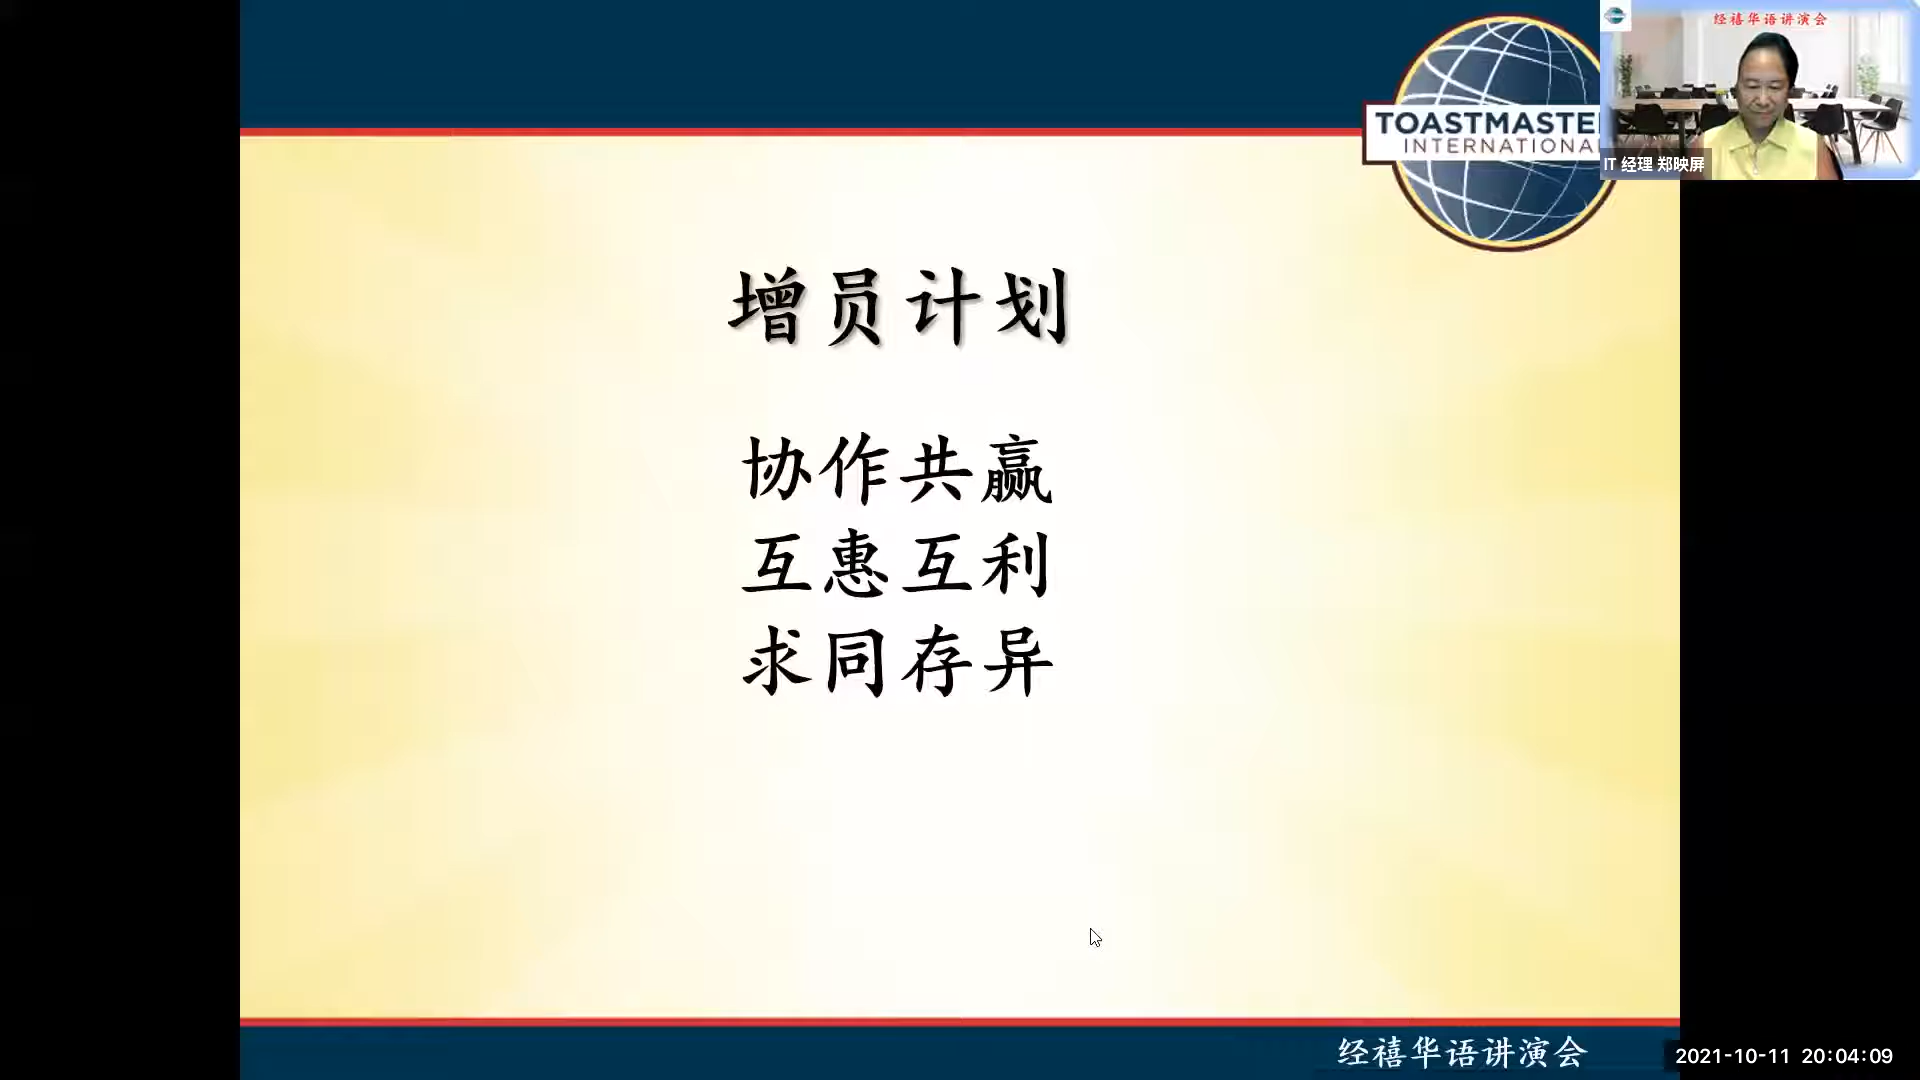 TOASTMASTE
INTERNATIONA
经禧华语讲演会
IT 经理 郑映屏
增员计划
协作共赢
互惠互利
求同存异
经禧华语讲演会
2021-10-11 20:04:09